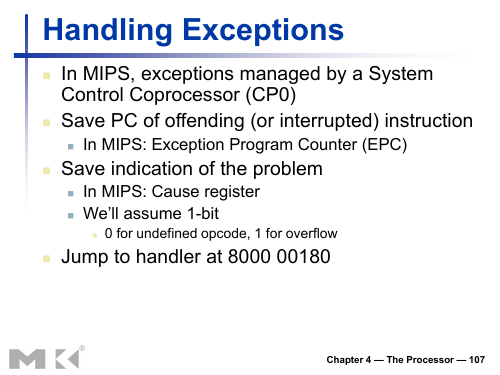 Handling Exceptions
In MIPS, exceptions managed by a System
Control Coprocessor (CP0)
Save PC of offending (or interrupted) instruction
In MIPS: Exception Program Counter (EPC)
Save indication of the problem
In MIPS: Cause register
We’ll assume 1-bit
0 for undefined opcode, 1 for overflow
Jump to handler at 8000 00180
MK®
Chapter 4 — The Processor — 107